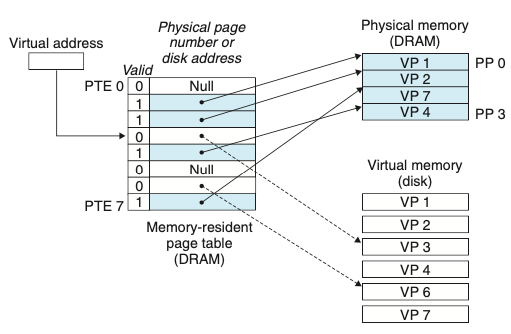 Virtual address
Physical page
number or
disk address
Valid
PTE 0
0
Null
1
1
0
1
0
Null
0
PTE 7
1
Memory-resident
page table
(DRAM)
Physical memory
(DRAM)
VP 1
PP 0
VP 2
VP 7
VP 4
PP 3
Virtual memory
(disk)
VP 1
VP 2
VP 3
VP 4
VP 6
VP 7